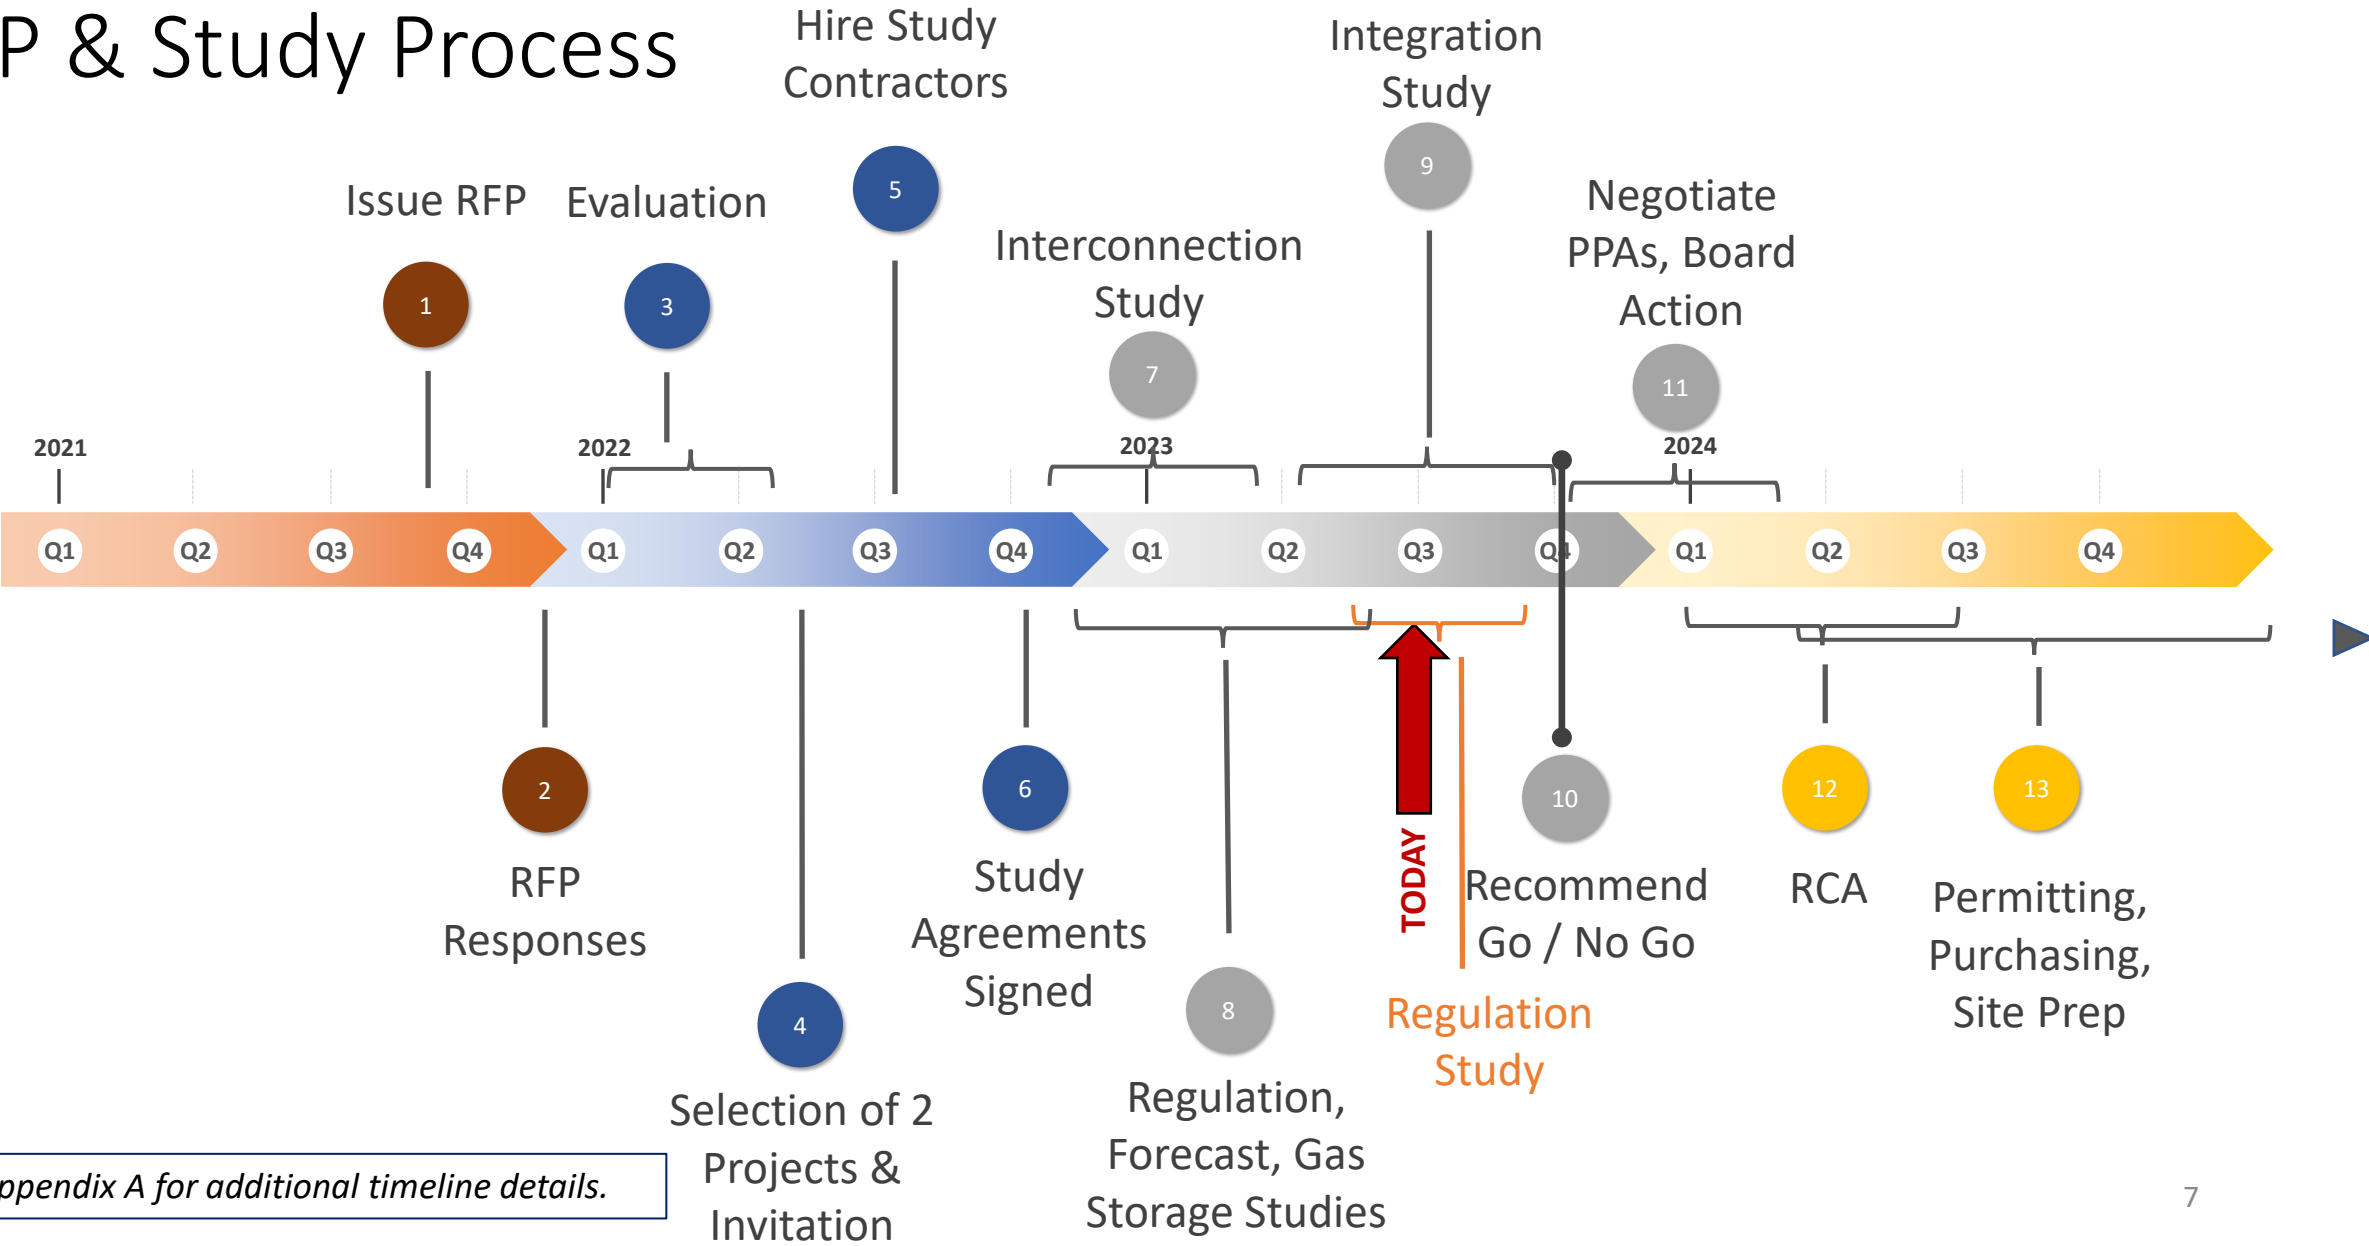 P & Study Process
Hire Study
Contractors
Integration
Study
9
5
Issue RFP
Evaluation
Negotiate
PPAs, Board
Action
Interconnection
Study
1
3
7
11
2021
2022
2023
2024
Q1
Q2
Q3
Q4
Q1
Q2
Q3
Q4
Q1
Q2
Q3
Q4
Q1
Q2
Q3
Q4
2
RFP
Responses
4
Selection of 2
Projects &
Invitation
6
Study
Agreements
Signed
8
Regulation,
Forecast, Gas
Storage Studies
TODAY
Regulation
Study
10
Recommend
Go / No Go
12
RCA
13
Permitting,
Purchasing,
Site Prep
ppendix A for additional timeline details.
7